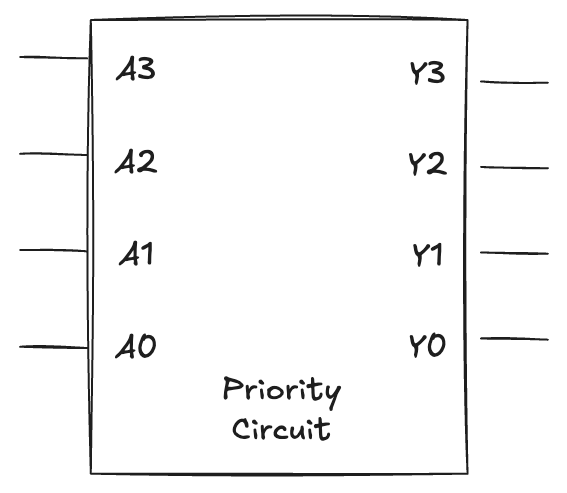 A3 Y3
A2 Y2
A1 Y1
A0 Y0
Priority
Circuit